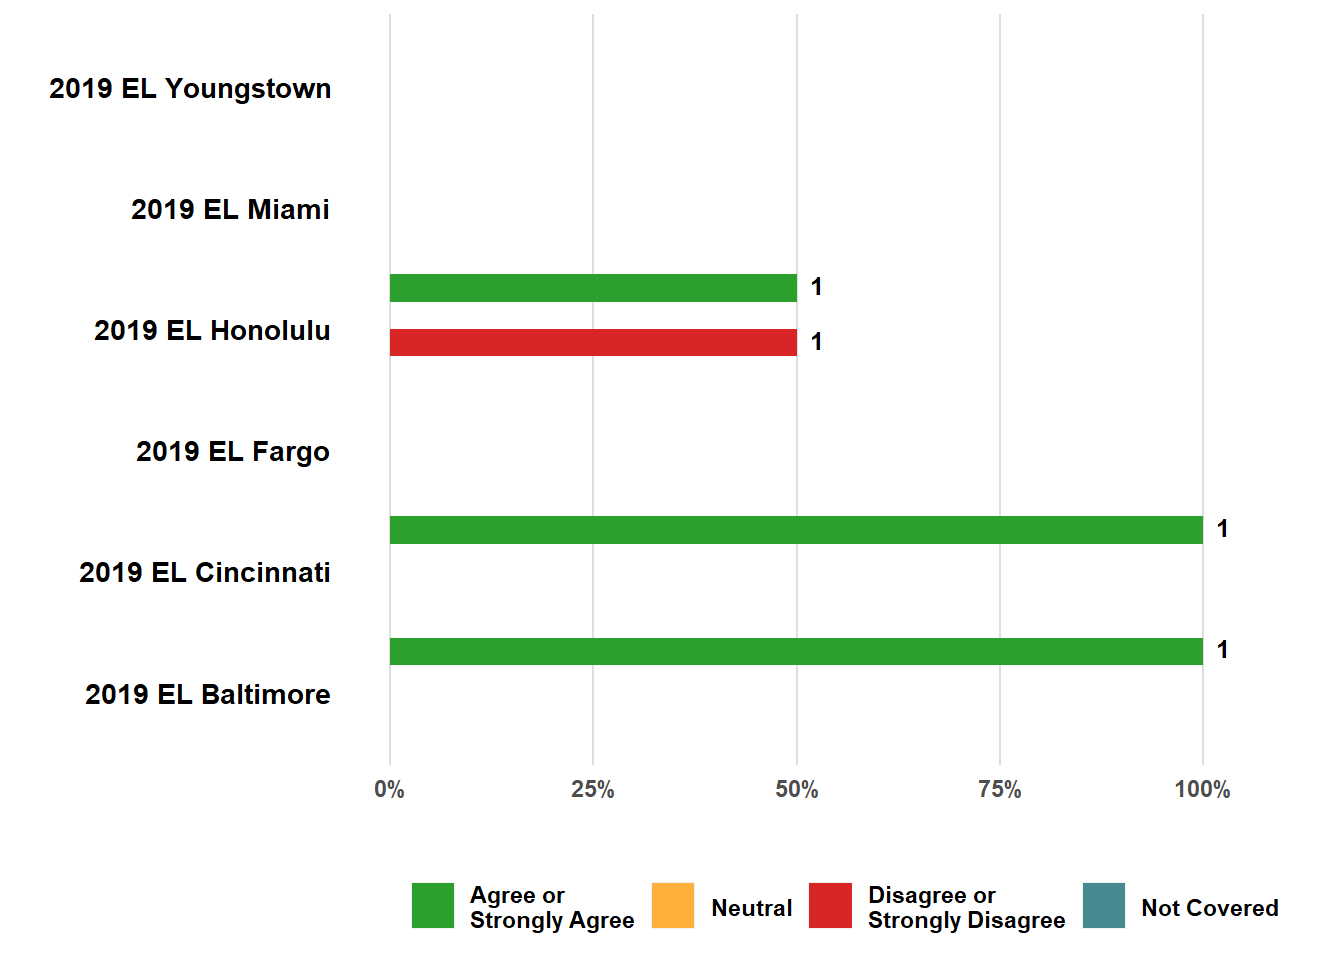 2019 EL Youngstown
2019 EL Miami
1
2019 EL Honolulu
1
2019 EL Fargo
1
2019 EL Cincinnati
1
2019 EL Baltimore
0% 25% 50% 75% 100%
Agree or
Strongly Agree
Neutral
Disagree or
Strongly Disagree
Not Covered